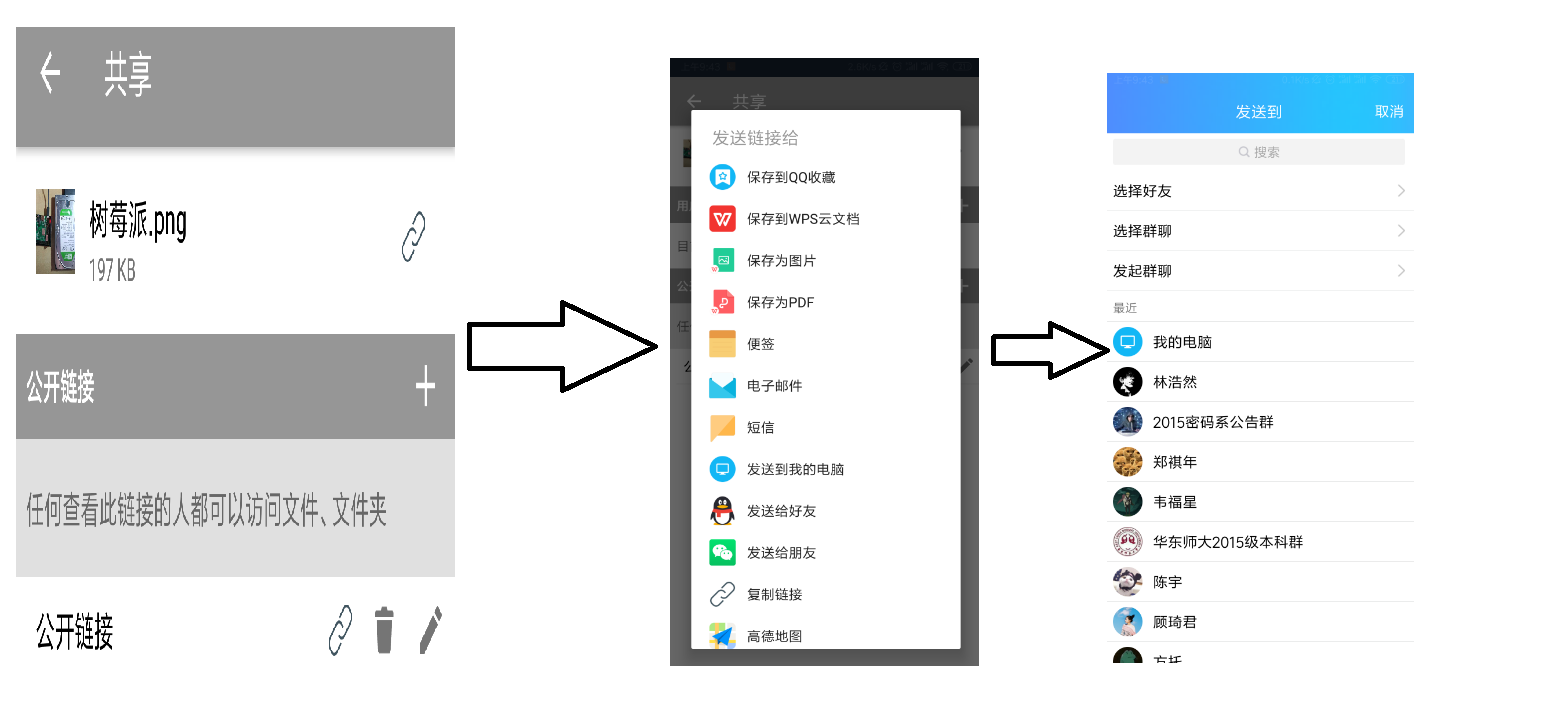 共享
树莓派.png
197 KB
公开链接
任何查看此链接的人都可以访问文件、文件夹
公开链接
共享
发送链接给
保存到QQ收藏
保存到WPS云文档
保存为图片
保存为PDF
便签
电子邮件
短信
发送到我的电脑
发送给好友
发送给朋友
复制链接
高德地图
发送到 取消
搜索
选择好友
选择群聊
发起群聊
最近
我的电脑
林浩然
2015密码系公告群
郑祺年
韦福星
华东师大2015级本科群
陈宇
顾琦君